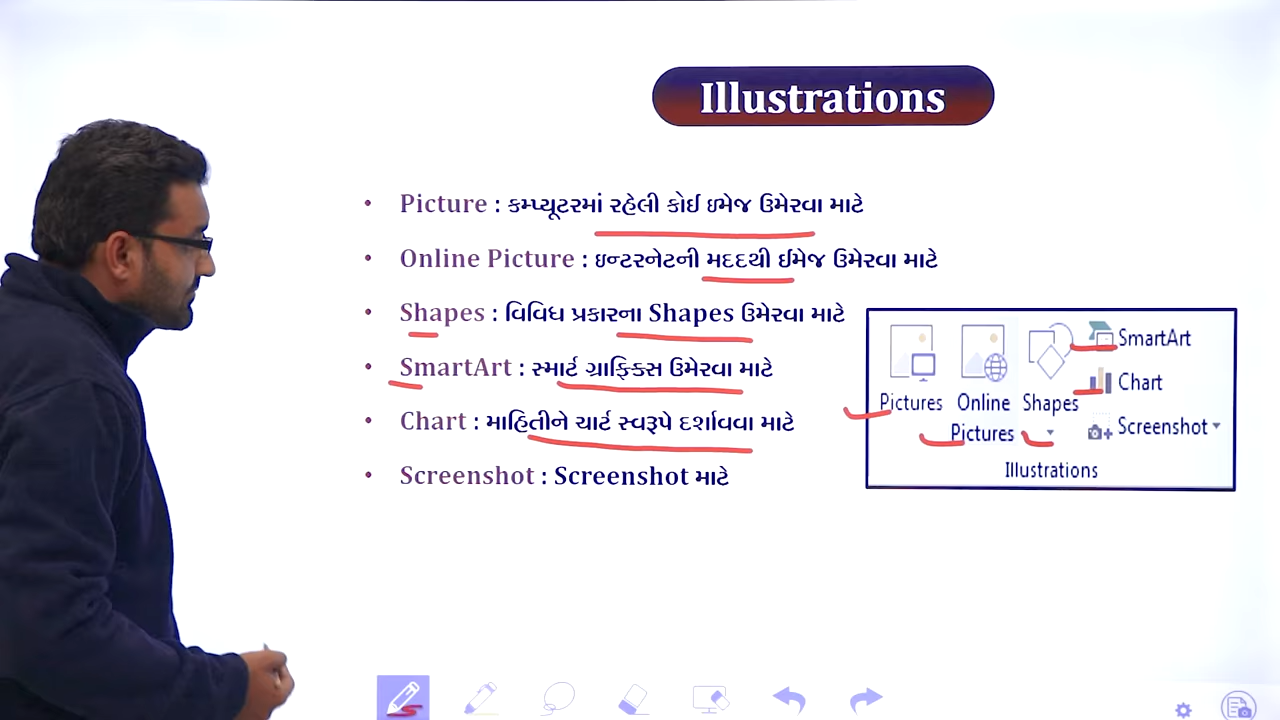 Illustrations
• Picture : કમ્પ્યૂટરમાં રહેલી કોઈ ઇમેજ ઉમેરવા માટે
• Online Picture : ઇન્ટરનેટની મદદથી ઈમેજ ઉમેરવા માટે
• Shapes : વિવિધ પ્રકારના Shapes ઉમેરવા માટે
• SmartArt : સ્માર્ટ ગ્રાફિક્સ ઉમેરવા માટે
• Chart : માહિતીને ચાર્ટ સ્વરૂપે દર્શાવવા માટે
• Screenshot : Screenshot માટે
Pictures
Online
Pictures
Shapes
SmartArt
Chart
Screenshot
Illustrations